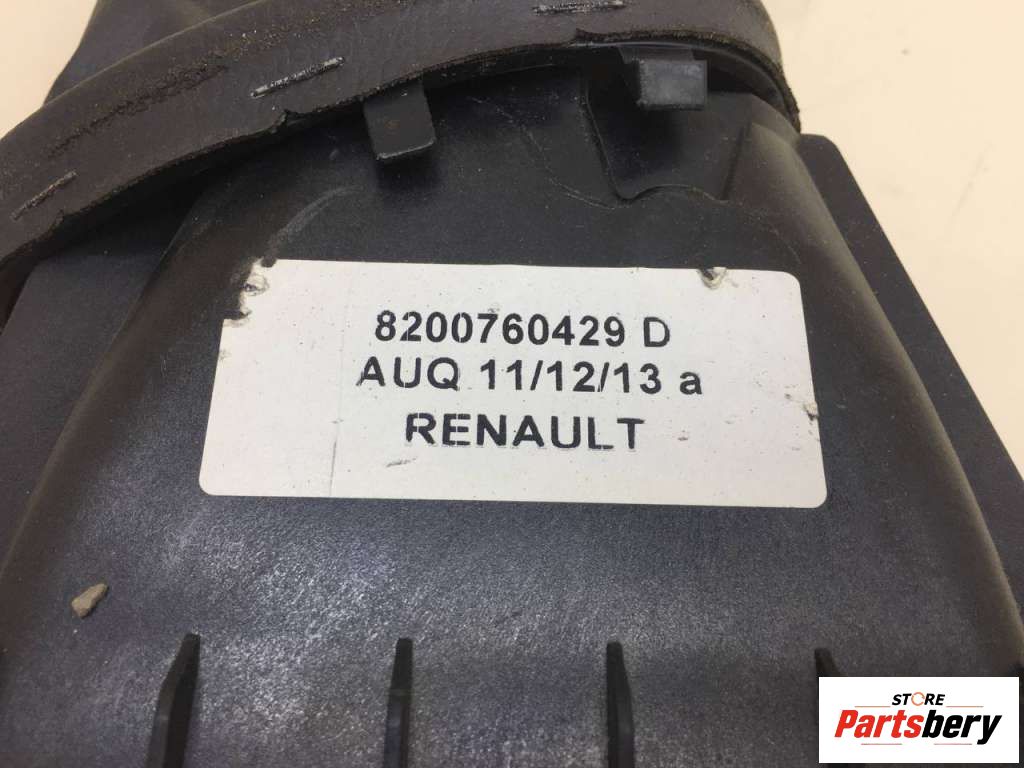 8200760429 D
AUQ 11/12/13 a
RENAULT
STORE
Partsbery